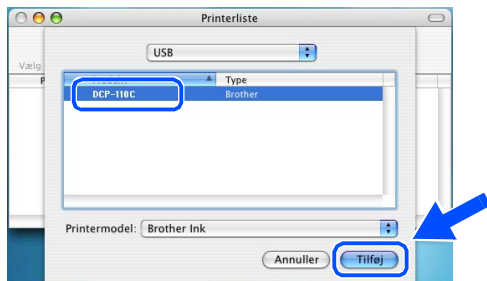 Printerliste
USB
Vælg
Type
DCP-110C Brother
Printermodel: Brother Ink
Annuller Tilføj